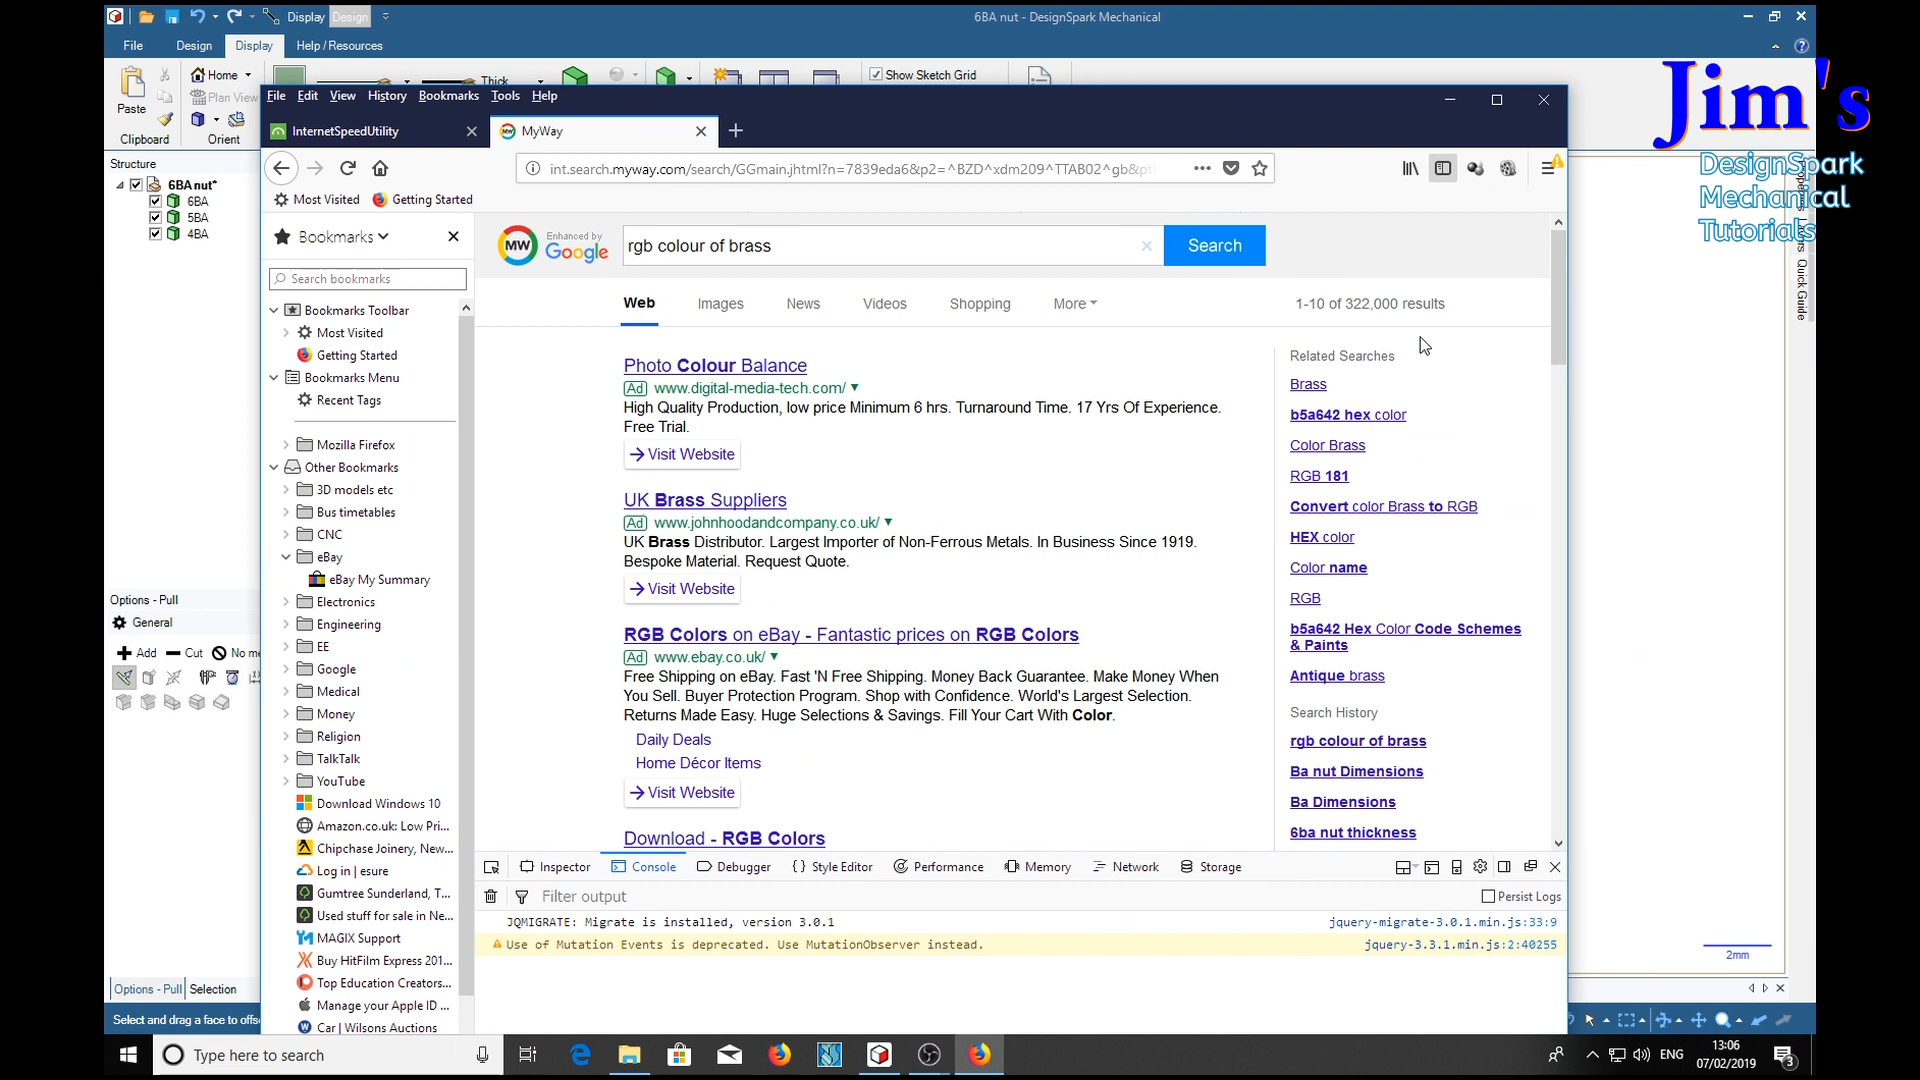 Display
Design
6BA nut - DesignSpark Mechanical
File
Design
Display
Help / Resources
Paste
Home
Plan View
Clipboard
Orient
Thick
Show Sketch Grid
Jim's
DesignSpark
Mechanical
Tutorials
Structure
6BA nut*
6BA
5BA
4BA
Options - Pull
General
Add
Cut
No me
Options - Pull
Selection
Select and drag a face to offs
Quick Guide
2mm
File Edit View History Bookmarks Tools Help
InternetSpeedUtility
MyWay
int.search.myway.com/search/GGmain.jhtml?n=7839eda6&p2=^BZD^xdm209^TTAB02^gb&pt
Most Visited
Getting Started
Bookmarks
Search bookmarks
Bookmarks Toolbar
Most Visited
Getting Started
Bookmarks Menu
Recent Tags
Mozilla Firefox
Other Bookmarks
3D models etc
Bus timetables
CNC
eBay
eBay My Summary
Electronics
Engineering
EE
Google
Medical
Money
Religion
TalkTalk
YouTube
Download Windows 10
Amazon.co.uk: Low Pri...
Chipchase Joinery, New...
Log in | esure
Gumtree Sunderland, T...
Used stuff for sale in Ne...
MAGIX Support
Buy HitFilm Express 201...
Top Education Creators...
Manage your Apple ID ...
Car | Wilsons Auctions
MW
Enhanced by
Google
rgb colour of brass
Search
Web
Images
News
Videos
Shopping
More
1-10 of 322,000 results
Photo Colour Balance
Ad www.digital-media-tech.com/
High Quality Production, low price Minimum 6 hrs. Turnaround Time. 17 Yrs Of Experience.
Free Trial.
Visit Website
UK Brass Suppliers
Ad www.johnhoodandcompany.co.uk/
UK Brass Distributor. Largest Importer of Non-Ferrous Metals. In Business Since 1919.
Bespoke Material. Request Quote.
Visit Website
RGB Colors on eBay - Fantastic prices on RGB Colors
Ad www.ebay.co.uk/
Free Shipping on eBay. Fast 'N Free Shipping. Money Back Guarantee. Make Money When
You Sell. Buyer Protection Program. Shop with Confidence. World's Largest Selection.
Returns Made Easy. Huge Selections & Savings. Fill Your Cart With Color.
Daily Deals
Home Décor Items
Visit Website
Download - RGB Colors
Related Searches
Brass
b5a642 hex color
Color Brass
RGB 181
Convert color Brass to RGB
HEX color
Color name
RGB
b5a642 Hex Color Code Schemes
& Paints
Antique brass
Search History
rgb colour of brass
Ba nut Dimensions
Ba Dimensions
6ba nut thickness
Inspector
Console
Debugger
Style Editor
Performance
Memory
Network
Storage
Filter output
Persist Logs
JQMIGRATE: Migrate is installed, version 3.0.1
jquery-migrate-3.0.1.min.js:33:9
Use of Mutation Events is deprecated. Use MutationObserver instead.
jquery-3.3.1.min.js:2:40255
Type here to search
ENG
13:06
07/02/2019
3